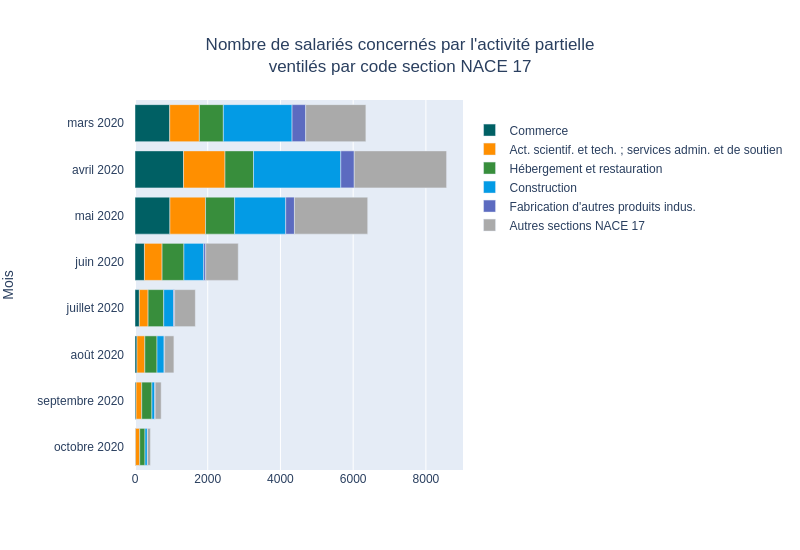 Nombre de salariés concernés par l'activité partielle
ventilés par code section NACE 17
Mois
mars 2020
avril 2020
mai 2020
juin 2020
juillet 2020
août 2020
septembre 2020
octobre 2020
0 2000 4000 6000 8000
Commerce
Act. scientif. et tech. ; services admin. et de soutien
Hébergement et restauration
Construction
Fabrication d'autres produits indus.
Autres sections NACE 17